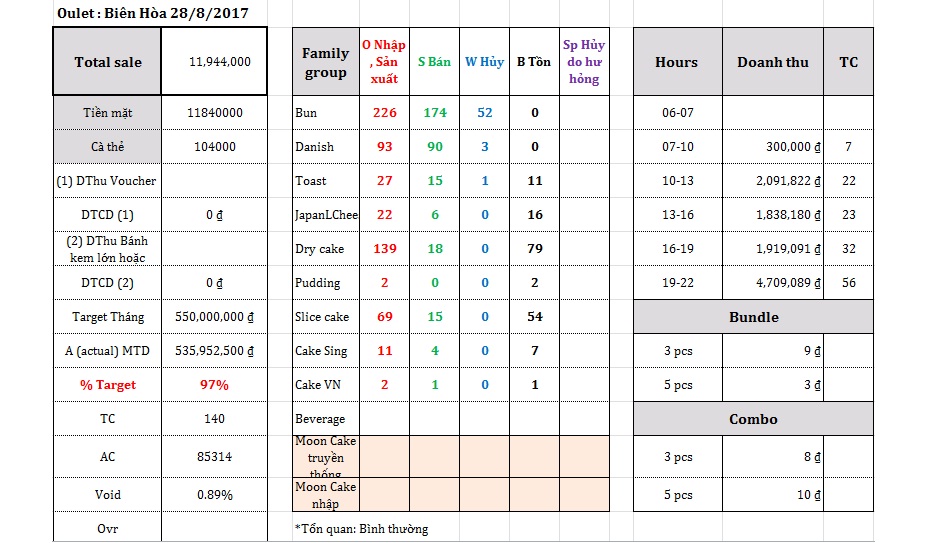 Oulet : Biên Hòa 28/8/2017
Total sale 11,944,000
Tiền mặt 11840000
Cà thẻ 104000
(1) DThu Voucher
DTCD (1) 0 ₫
(2) DThu Bánh
kem lớn hoặc
DTCD (2) 0 ₫
Target Tháng 550,000,000 ₫
A (actual) MTD 535,952,500 ₫
% Target 97%
TC 140
AC 85314
Void 0.89%
Ovr
Family
group
O Nhập
, Sản
xuất
S Bán
W Hủy
B Tồn
Sp Hủy
do hư
hỏng
Bun 226 174 52 0
Danish 93 90 3 0
Toast 27 15 1 11
JapanLChee 22 6 0 16
Dry cake 139 18 0 79
Pudding 2 0 0 2
Slice cake 69 15 0 54
Cake Sing 11 4 0 7
Cake VN 2 1 0 1
Beverage
Moon Cake
truyền
thống
Moon Cake
nhập
*Tổn quan: Bình thường
Hours Doanh thu TC
06-07
07-10 300,000 ₫ 7
10-13 2,091,822 ₫ 22
13-16 1,838,180 ₫ 23
16-19 1,919,091 ₫ 32
19-22 4,709,089 ₫ 56
Bundle
3 pcs 9 ₫
5 pcs 3 ₫
Combo
3 pcs 8 ₫
5 pcs 10 ₫